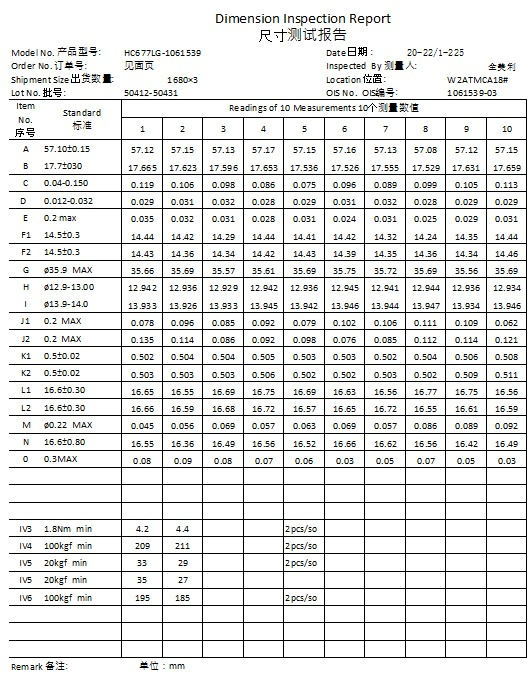 Dimension Inspection Report
尺寸测试报告
Model No. 产品型号: HC677LG-1061539 Date日期: 20-22/1-225
Order No. 订单号: 见面页 Inspected By 测量人: 全美利
Shipment Size 出货数量: 1680×3 Location 位置: W2ATMCA18#
Lot No. 批号: 50412-50431 OIS No. OIS编号: 1061539-03
Item No. 序号 Standard 标准 Readings of 10 Measurements 10个测量数值
1 2 3 4 5 6 7 8 9 10
A 57.10±0.15 57.12 57.15 57.13 57.17 57.15 57.16 57.13 57.08 57.12 57.15
B 17.7±030 17.665 17.623 17.596 17.653 17.536 17.526 17.555 17.529 17.631 17.659
C 0.04-0.150 0.119 0.106 0.098 0.086 0.075 0.096 0.089 0.099 0.105 0.113
D 0.012-0.032 0.029 0.031 0.032 0.028 0.029 0.031 0.032 0.028 0.029 0.029
E 0.2 max 0.035 0.032 0.031 0.028 0.031 0.024 0.031 0.025 0.029 0.031
F1 14.5±0.3 14.44 14.42 14.29 14.44 14.41 14.42 14.32 14.24 14.35 14.44
F2 14.5±0.3 14.43 14.36 14.34 14.42 14.43 14.39 14.35 14.36 14.34 14.46
G ø35.9 MAX 35.66 35.69 35.35 35.61 35.35 35.75 35.72 35.69 35.56 35.69
H ø12.9-13.00 12.942 12.936 12.929 12.942 12.936 12.945 12.941 12.944 12.936 12.934
I ø13.9-14.0 13.933 13.926 13.933 13.945 13.942 13.946 13.944 13.947 13.934 13.946
J1 0.2 MAX 0.078 0.096 0.085 0.092 0.079 0.102 0.106 0.111 0.109 0.062
J2 0.2 MAX 0.135 0.114 0.086 0.092 0.098 0.076 0.085 0.112 0.114 0.121
K1 0.5±0.02 0.502 0.504 0.504 0.505 0.503 0.503 0.502 0.504 0.506 0.508
K2 0.5±0.02 0.503 0.503 0.503 0.506 0.502 0.503 0.503 0.502 0.509 0.511
L1 16.6±0.30 16.65 16.55 16.69 16.75 16.69 16.63 16.56 16.77 16.75 16.56
L2 16.6±0.30 16.66 16.59 16.68 16.72 16.57 16.65 16.72 16.55 16.61 16.59
M ø0.22 MAX 0.045 0.056 0.069 0.057 0.063 0.069 0.057 0.086 0.089 0.092
N 16.6±0.80 16.55 16.36 16.49 16.56 16.52 16.66 16.62 16.56 16.42 16.49
0 0.3MAX 0.08 0.09 0.08 0.07 0.06 0.03 0.05 0.07 0.05 0.03
IV3 1.8Nm min 4.2 4.4 2pcs/so
IV4 100kgf min 209 211 2pcs/so
IV5 20kgf min 33 29 2pcs/so
IV5 20kgf min 35 27
IV6 100kgf min 195 185 2pcs/so
Remark 备注: 单位：mm